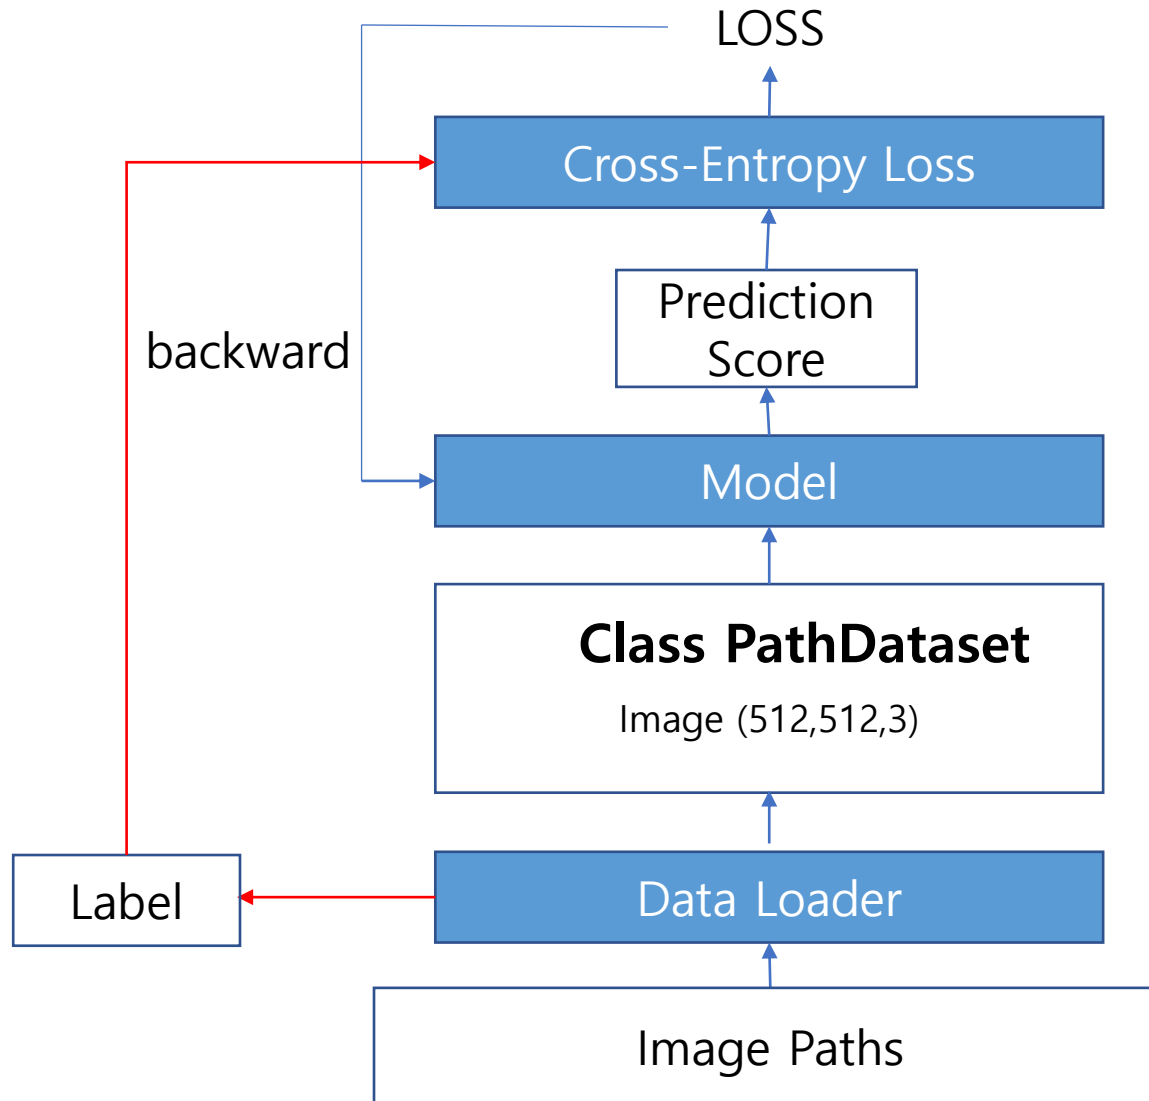 LOSS
Cross-Entropy Loss
Prediction
Score
backward
Model
Class PathDataset
Image (512,512,3)
Label
Data Loader
Image Paths